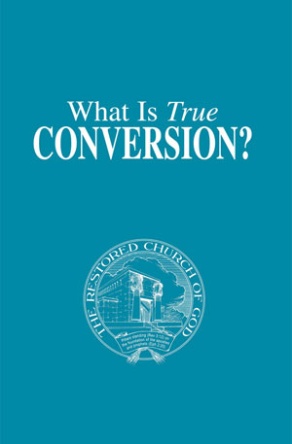 What Is True
CONVERSION?
THE RESTORED CHURCH OF GOD